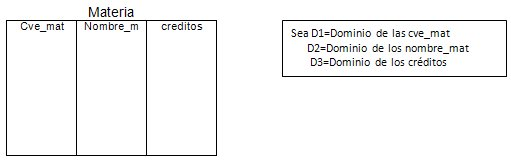 Materia
Cve_mat Nombre_m creditos
Sea D1=Dominio de las cve_mat
D2=Dominio de los nombre_mat
D3=Dominio de los créditos